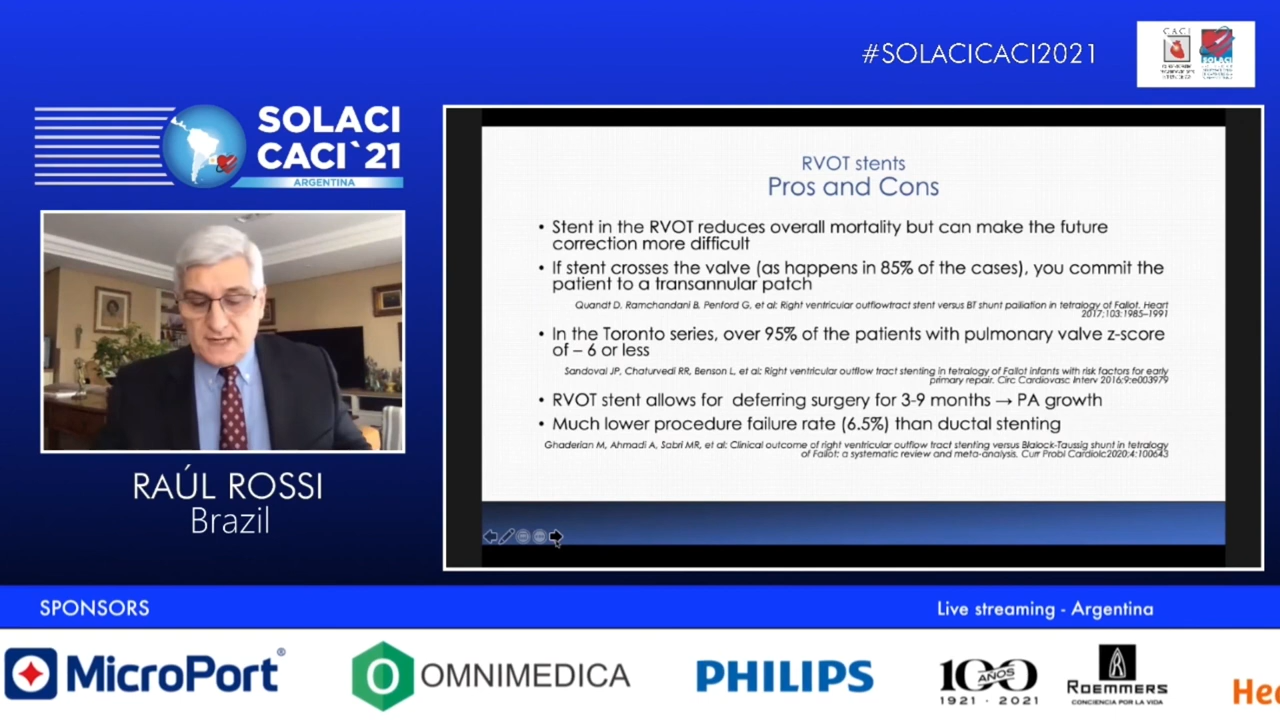 #SOLACICACI2021
C.A.C.I
SOLACI
SOLACI
CACI`21
ARGENTINA
RVOT stents
Pros and Cons
• Stent in the RVOT reduces overall mortality but can make the future
correction more difficult
• If stent crosses the valve (as happens in 85% of the cases), you commit the
patient to a transannular patch
Quandt D, Ramchandani B, Penford G, et al: Right ventricular outflowtract stent versus BT shunt palliation in tetralogy of Fallot. Heart
2017;103:1985–1991
• In the Toronto series, over 95% of the patients with pulmonary valve z-score
of – 6 or less
Sandoval JP, Chaturvedi RR, Benson L, et al: Right ventricular outflow tract stenting in tetralogy of Fallot infants with risk factors for early
primary repair. Circ Cardiovasc Interv 2016;9:e003979
• RVOT stent allows for deferring surgery for 3-9 months → PA growth
• Much lower procedure failure rate (6.5%) than ductal stenting
Ghaderian M, Ahmadi A, Sabri MR, et al: Clinical outcome of right ventricular outflow tract stenting versus Blalock-Taussig shunt in tetralogy
of Fallot: a systematic review and meta-analysis. Curr Probl Cardiolc2020;4:100643
RAÚL ROSSI
Brazil
SPONSORS
Live streaming - Argentina
MicroPort®
OMNIMEDICA
PHILIPS
100
AÑOS
1921 - 2021
ROEMMERS
CONCIENCIA POR LA VIDA
Hea